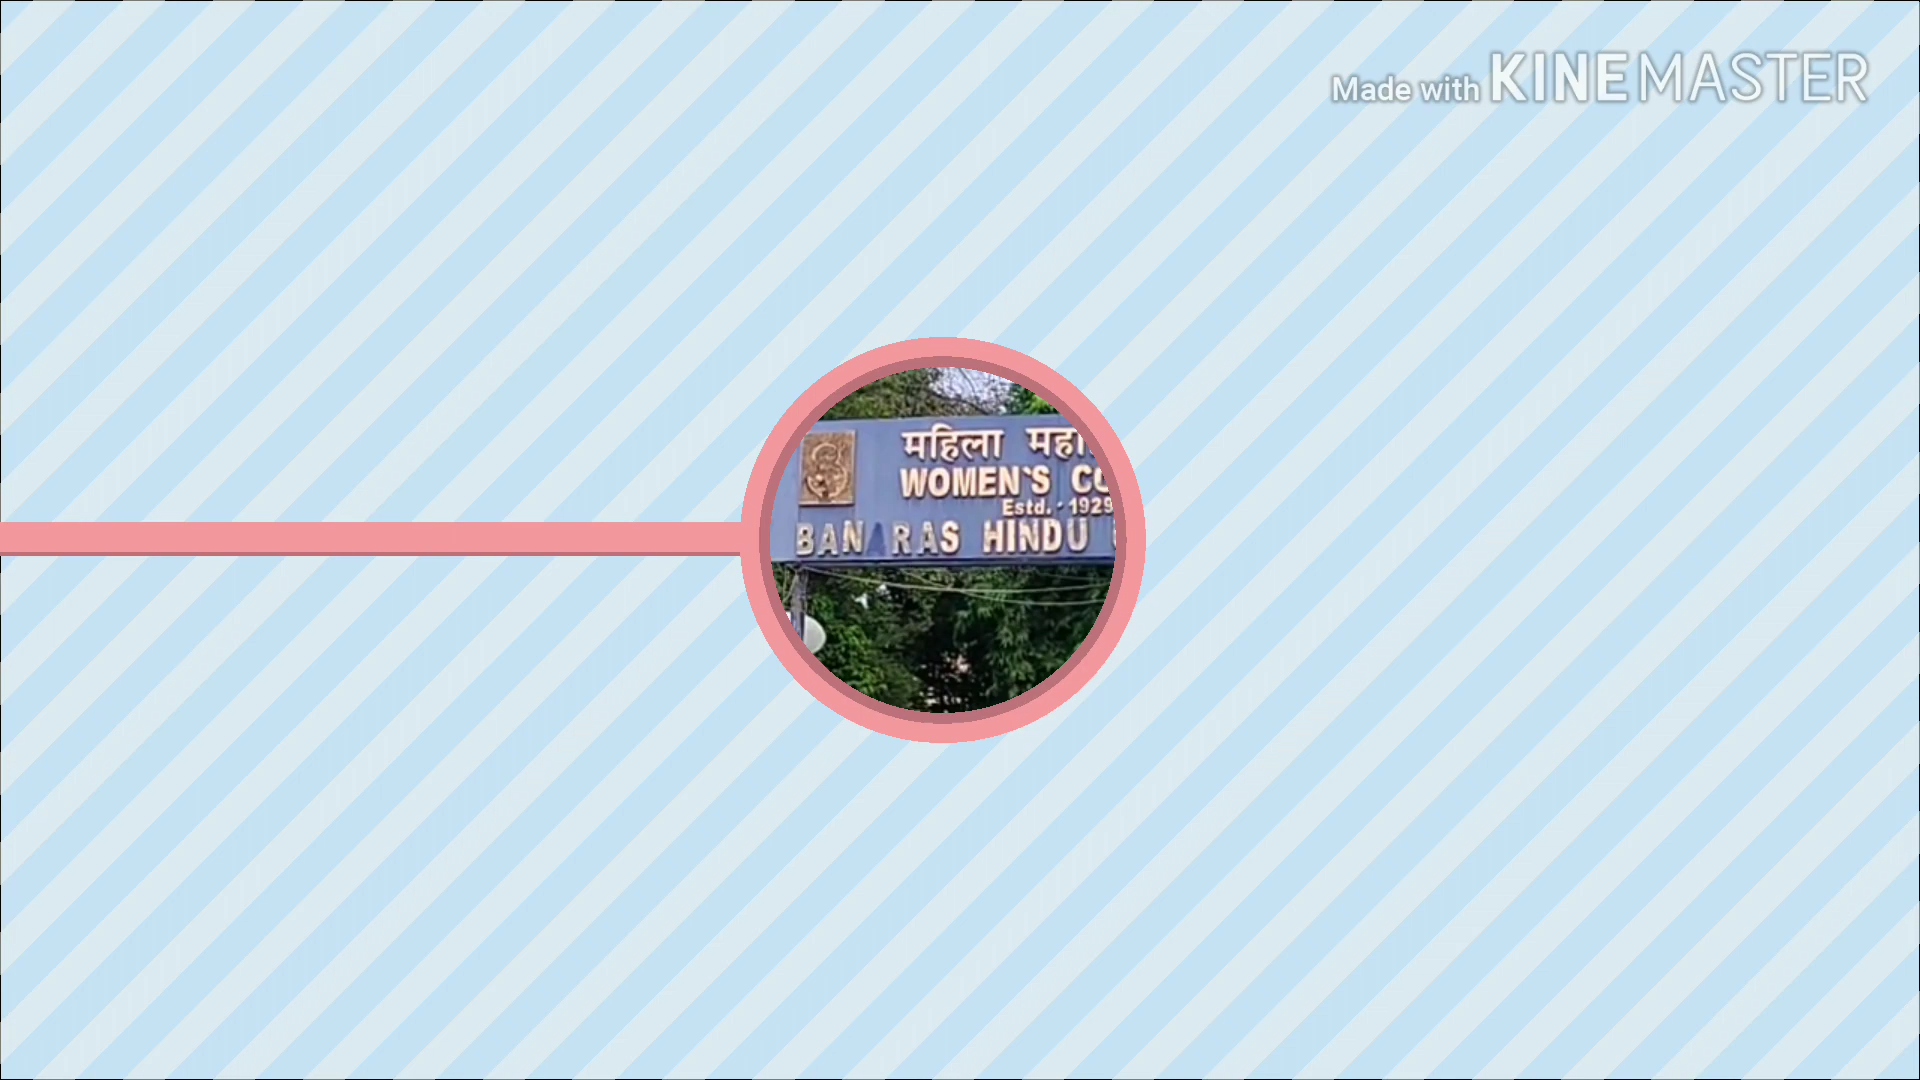 Made with KINEMASTER
महिला
WOMEN'S
Estd. : 1929
BANARAS HINDU